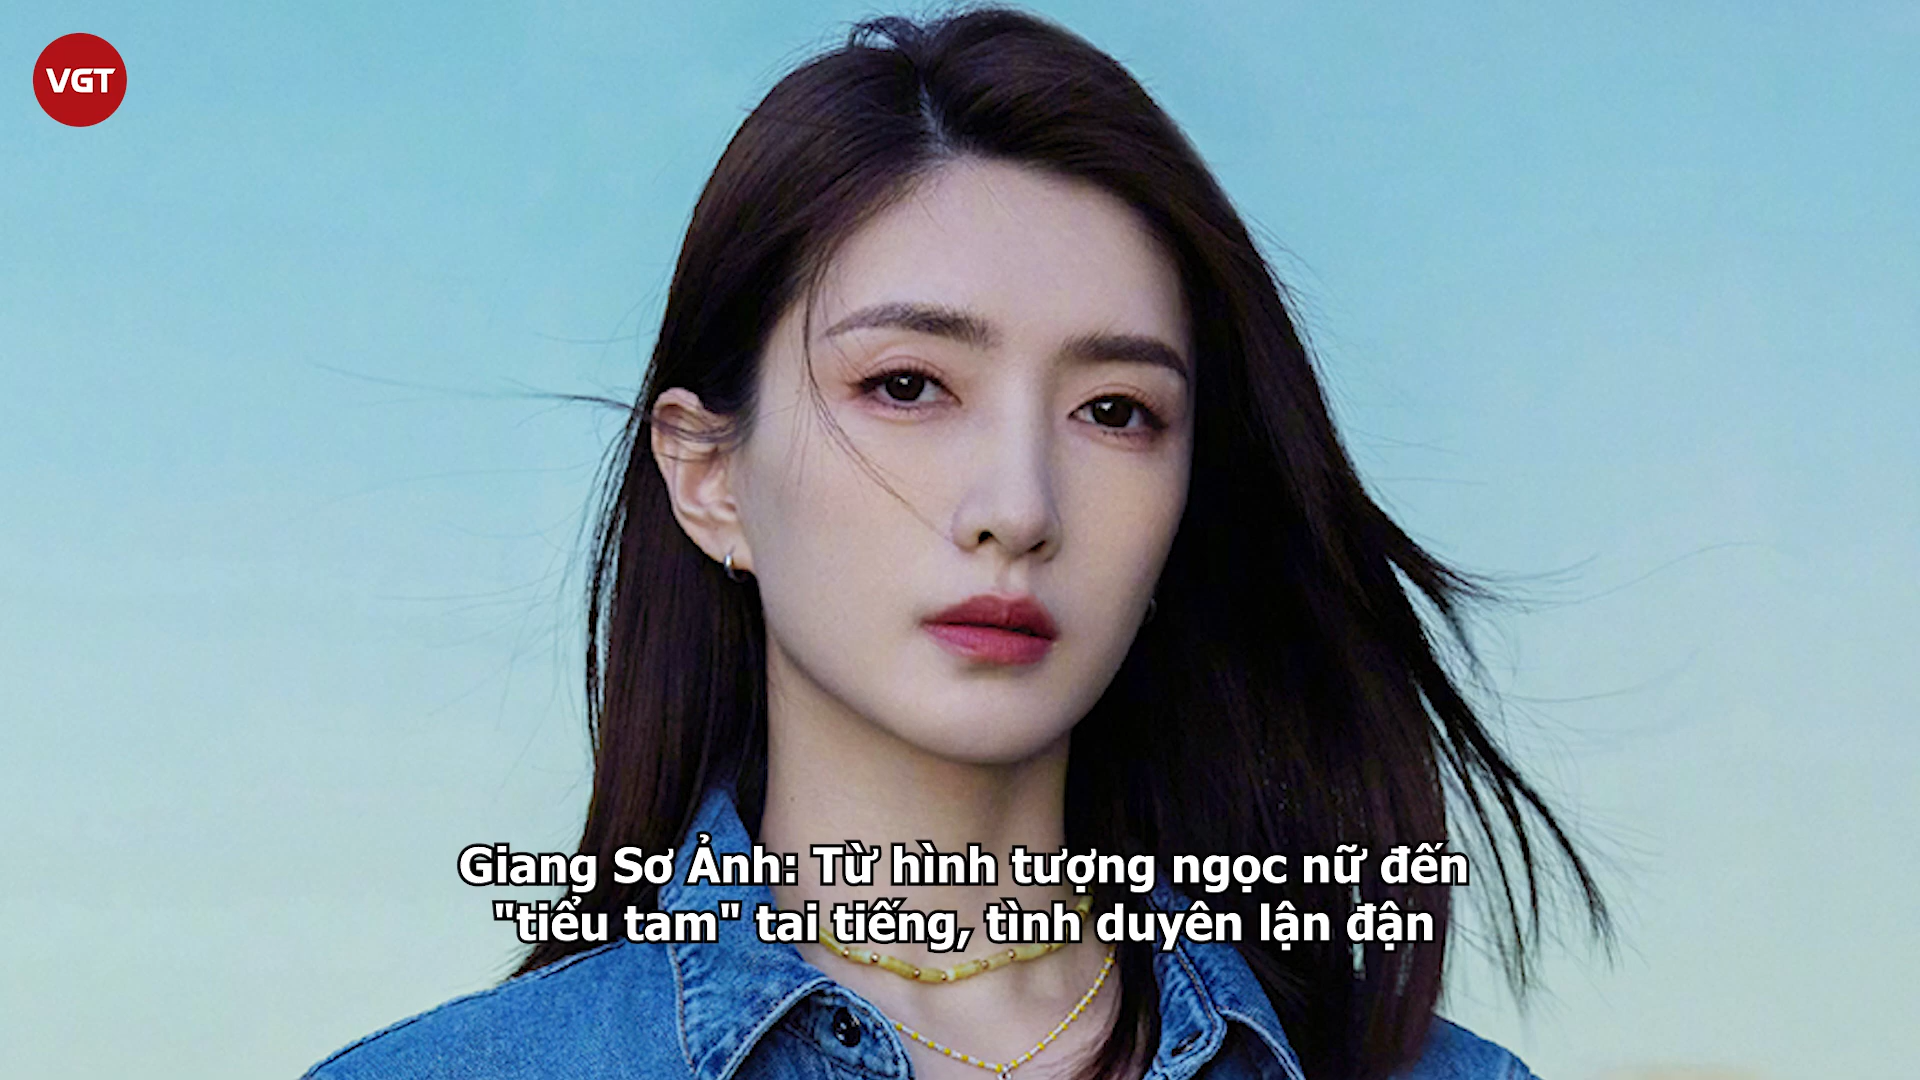 VGT
Giang Sơ Ảnh: Từ hình tượng ngọc nữ đến
"tiểu tam" tai tiếng, tình duyên lận đận